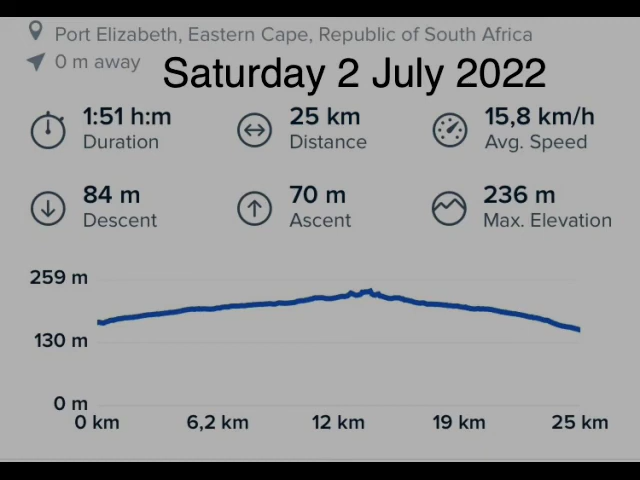 Port Elizabeth, Eastern Cape, Republic of South Africa
0 m away
Saturday 2 July 2022
1:51 h:m
Duration
25 km
Distance
15,8 km/h
Avg. Speed
84 m
Descent
70 m
Ascent
236 m
Max. Elevation
259 m
130 m
0 m
0 km
6,2 km
12 km
19 km
25 km